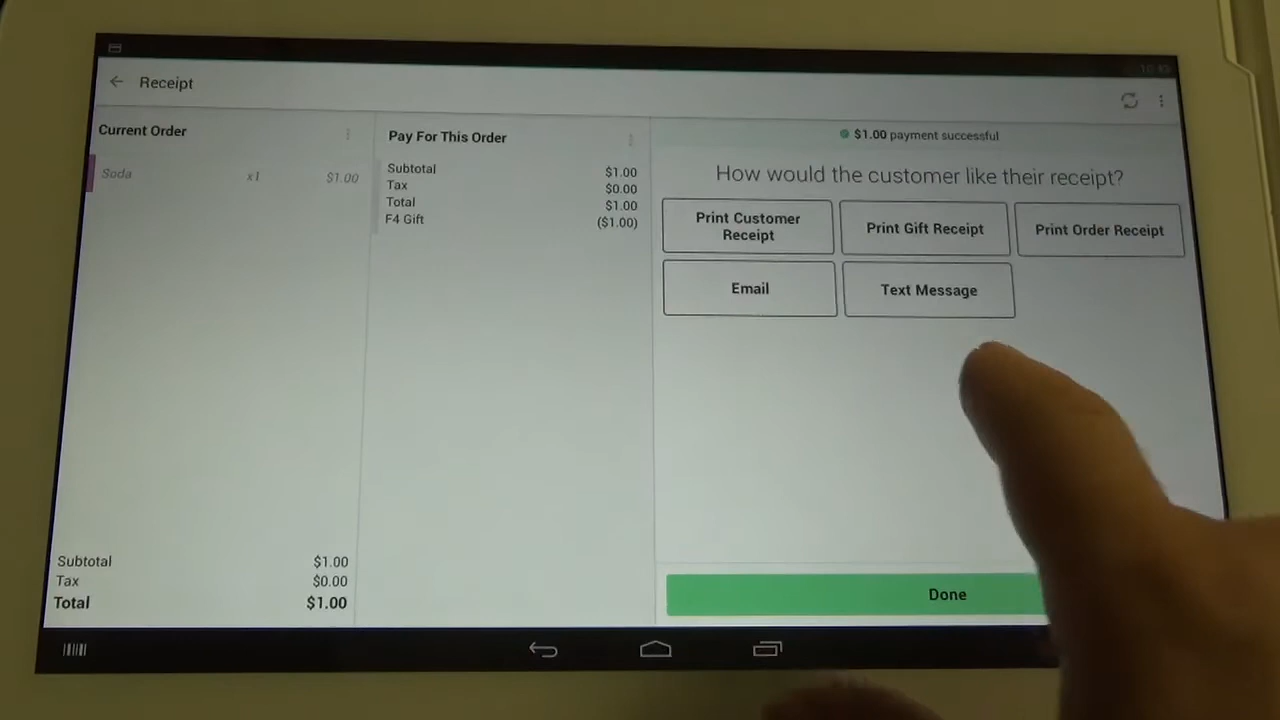 Receipt
Current Order
Soda x1 $1.00
Subtotal $1.00
Tax $0.00
Total $1.00
Pay For This Order
Subtotal $1.00
Tax $0.00
Total $1.00
F4 Gift ($1.00)
$1.00 payment successful
How would the customer like their receipt?
Print Customer
Receipt
Print Gift Receipt
Print Order Receipt
Email
Text Message
Done